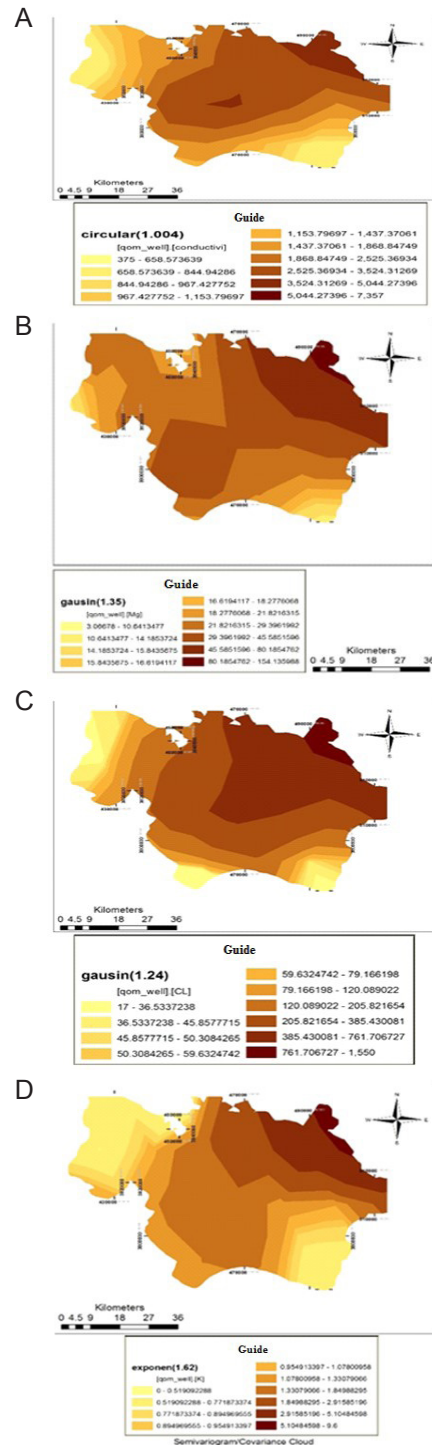 A
N
W
E
S
Kilometers
0 4.5 9 18 27 36
Guide
circular(1.004)
[qom_well].[conductivi]
375 - 658.573639
658.573639 - 844.94286
844.94286 - 967.427752
967.427752 - 1,153.79697
1,153.79697 - 1,437.37061
1,437.37061 - 1,868.84749
1,868.84749 - 2,525.36934
2,525.36934 - 3,524.31269
3,524.31269 - 5,044.27396
5,044.27396 - 7,357
B
N
W
E
S
Guide
gausin(1.35)
[qom_well].[Mg]
3.06678 - 10.6413477
10.6413477 - 14.1853724
14.1853724 - 15.8435675
15.8435675 - 16.6194117
16.6194117 - 18.2776068
18.2776068 - 21.8216315
21.8216315 - 29.3961992
29.3961992 - 45.5851596
45.5851596 - 80.1854762
80.1854762 - 154.135988
Kilometers
0 4.5 9 18 27 36
C
N
W
E
S
Kilometers
0 4.5 9 18 27 36
Guide
gausin(1.24)
[qom_well].[CL]
17 - 36.5337238
36.5337238 - 45.8577715
45.8577715 - 50.3084265
50.3084265 - 59.6324742
59.6324742 - 79.166198
79.166198 - 120.089022
120.089022 - 205.821654
205.821654 - 385.430081
385.430081 - 761.706727
761.706727 - 1,550
D
N
W
E
S
Kilometers
0 4.5 9 18 27 36
Guide
exponen(1.62)
[qom_well].[K]
0 - 0.519092288
0.519092288 - 0.771873374
0.771873374 - 0.894969555
0.894969555 - 0.954913397
0.954913397 - 1.07800958
1.07800958 - 1.33079066
1.33079066 - 1.84988295
1.84988295 - 2.91585196
2.91585196 - 5.10484598
5.10484598 - 9.6
Semivariogram/Covariance Cloud